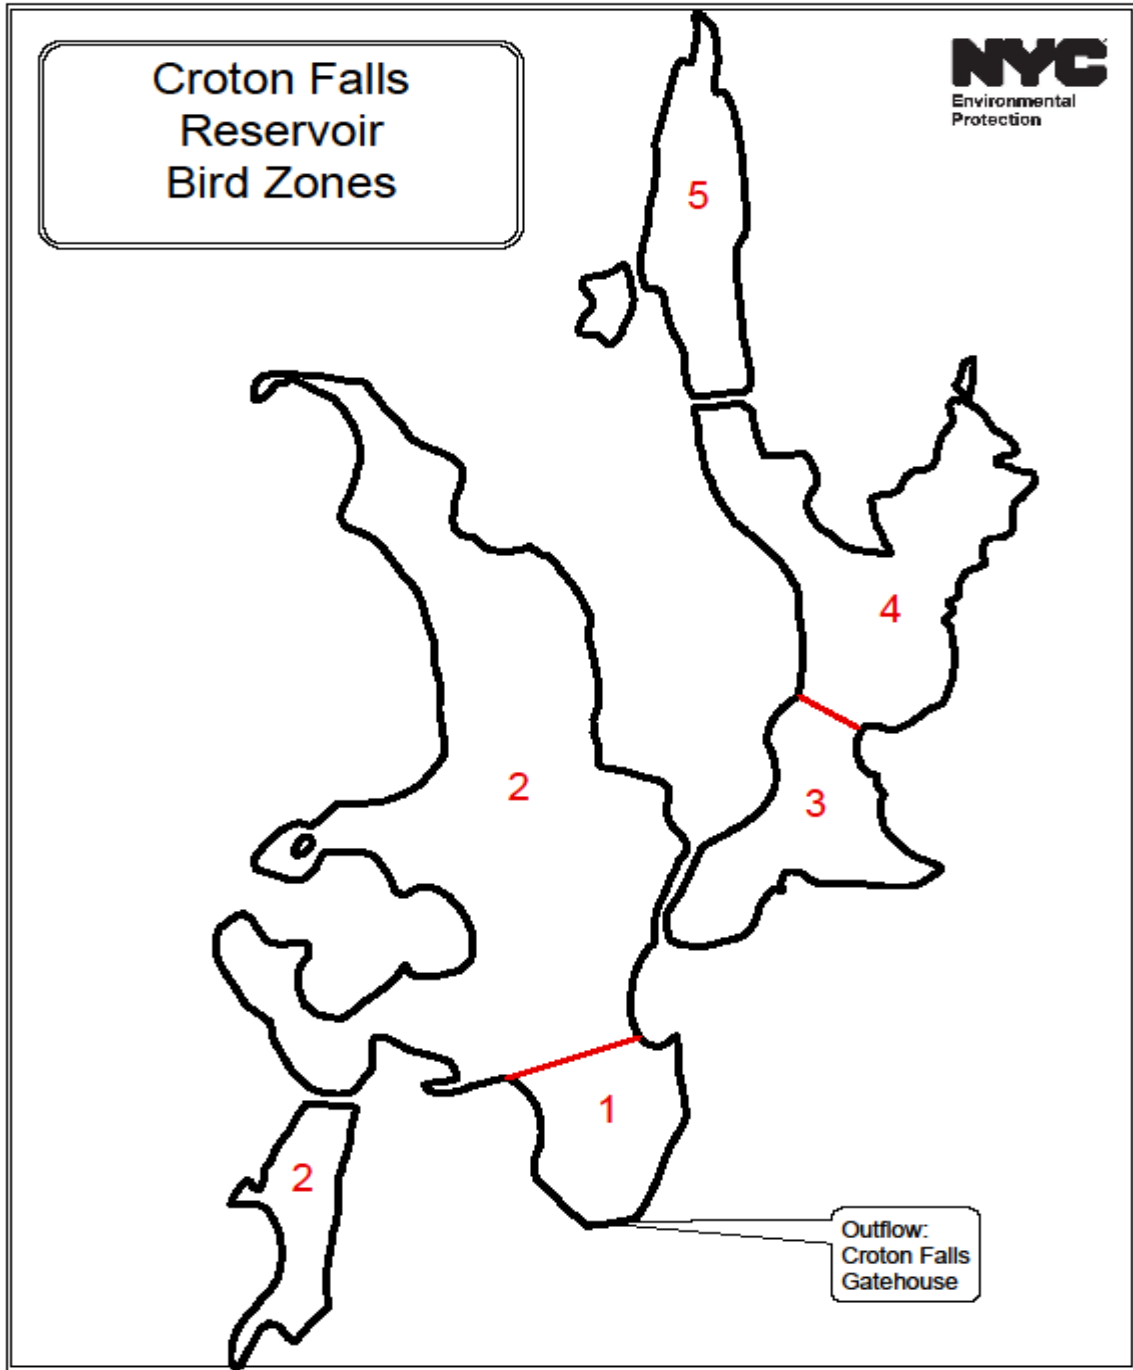 Croton Falls
Reservoir
Bird Zones
NYC
Environmental
Protection
5
4
2
3
1
2
Outflow:
Croton Falls
Gatehouse